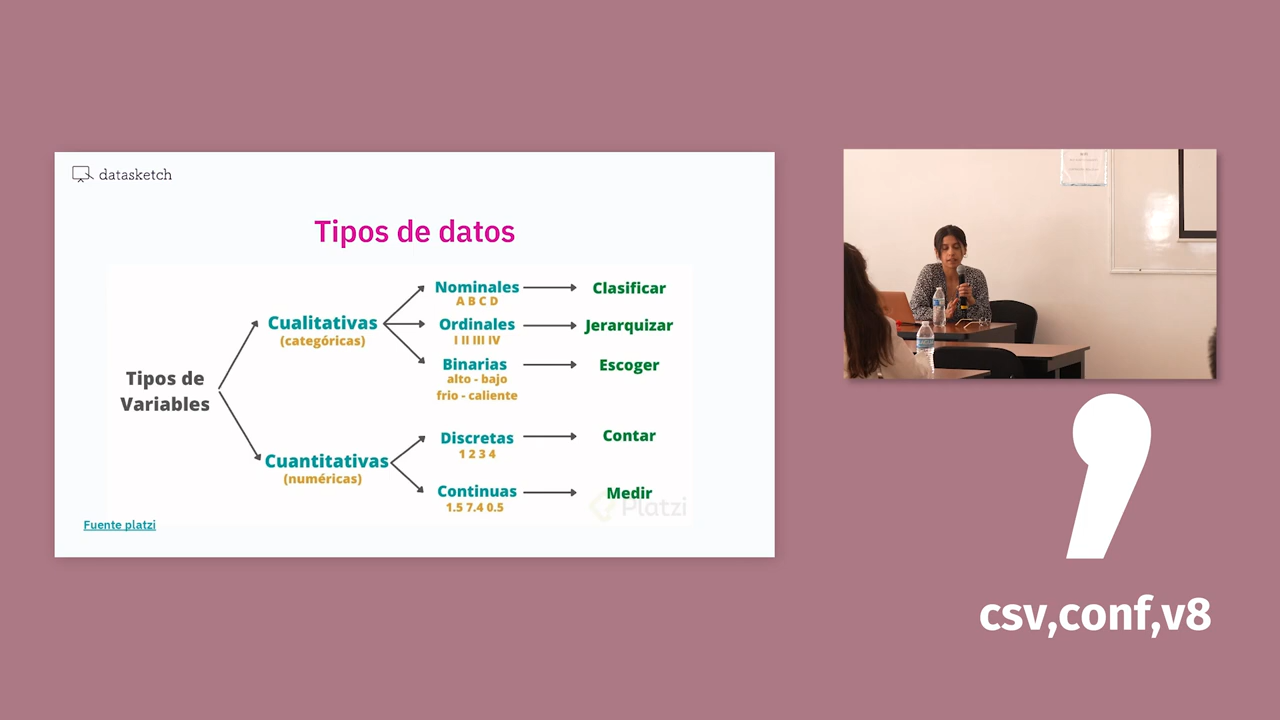 datasketch
Tipos de datos
Tipos de
Variables
Cualitativas
(categóricas)
Nominales
A B C D
Clasificar
Ordinales
I II III IV
Jerarquizar
Binarias
alto - bajo
frio - caliente
Escoger
Cuantitativas
(numéricas)
Discretas
1 2 3 4
Contar
Continuas
1.5 7.4 0.5
Medir
Platzi
Fuente platzi
csv,conf,v8